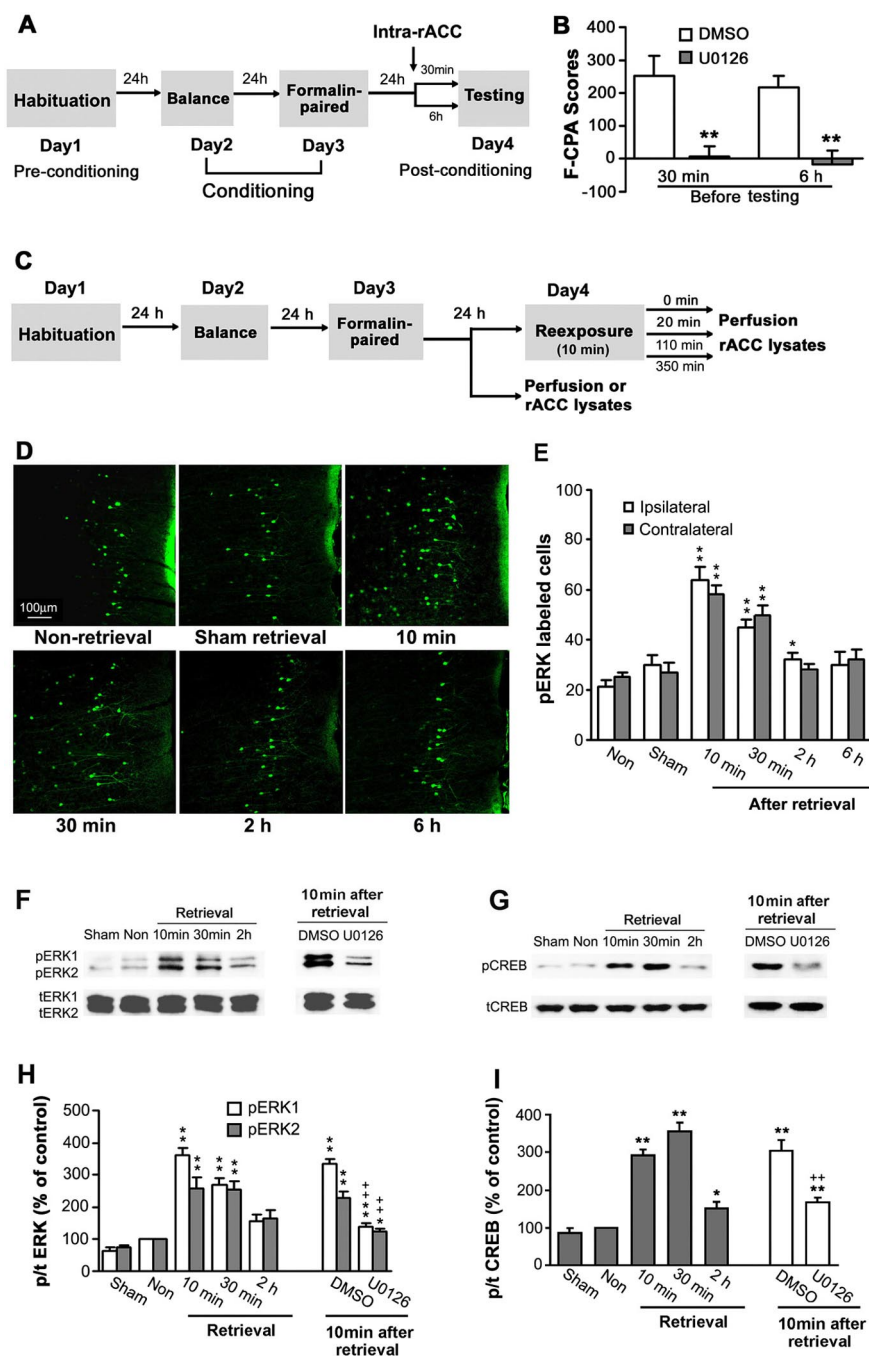 A
Intra-rACC
24h
24h
24h
30min
6h
Habituation
Balance
Formalin-
paired
Testing
Day1
Day2
Day3
Day4
Pre-conditioning
Conditioning
Post-conditioning
B
DMSO
U0126
F-CPA Scores
400
300
200
100
0
-100
**
**
30 min
6 h
Before testing
C
Day1
Day2
Day3
Day4
24 h
24 h
24 h
Habituation
Balance
Formalin-
paired
Reexposure
(10 min)
0 min
20 min
110 min
350 min
Perfusion
rACC lysates
Perfusion or
rACC lysates
D
100μm
Non-retrieval
Sham retrieval
10 min
30 min
2 h
6 h
E
Ipsilateral
Contralateral
pERK labeled cells
100
80
60
40
20
0
**
**
**
**
*
Non
Sham
10 min
30 min
2 h
6 h
After retrieval
F
Retrieval
10min after
retrieval
Sham Non 10min 30min 2h
DMSO U0126
pERK1
pERK2
tERK1
tERK2
G
Retrieval
10min after
retrieval
Sham Non 10min 30min 2h
DMSO U0126
pCREB
tCREB
H
pERK1
pERK2
p/t ERK (% of control)
500
400
300
200
100
0
**
**
**
**
**
**
++**
+++*
Sham
Non
10 min
30 min
2 h
DMSO
U0126
Retrieval
10min after
retrieval
I
p/t CREB (% of control)
400
300
200
100
0
**
**
*
**
++
**
Sham
Non
10 min
30 min
2 h
DMSO
U0126
Retrieval
10min after
retrieval